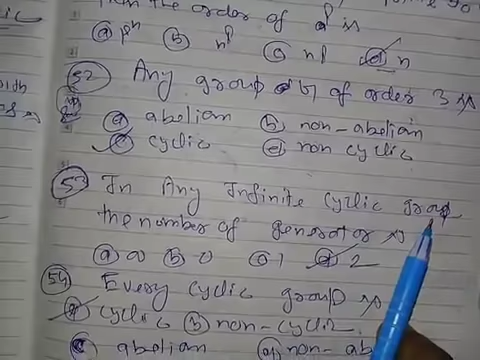 the order of is
(a) pⁿ (b) nᵖ (c) np (d) n
(52) Any group of order 3 is
(a) abelian (b) non-abelian
(c) cyclic (d) non cyclic
(53) In Any Infinite cyclic group
the number of generator is
(a) ∞ (b) 0 (c) 1 (d) 2
(54) Every cyclic group is
(a) cyclic (b) non-cyclic.
(c) abelian (d) non-ab